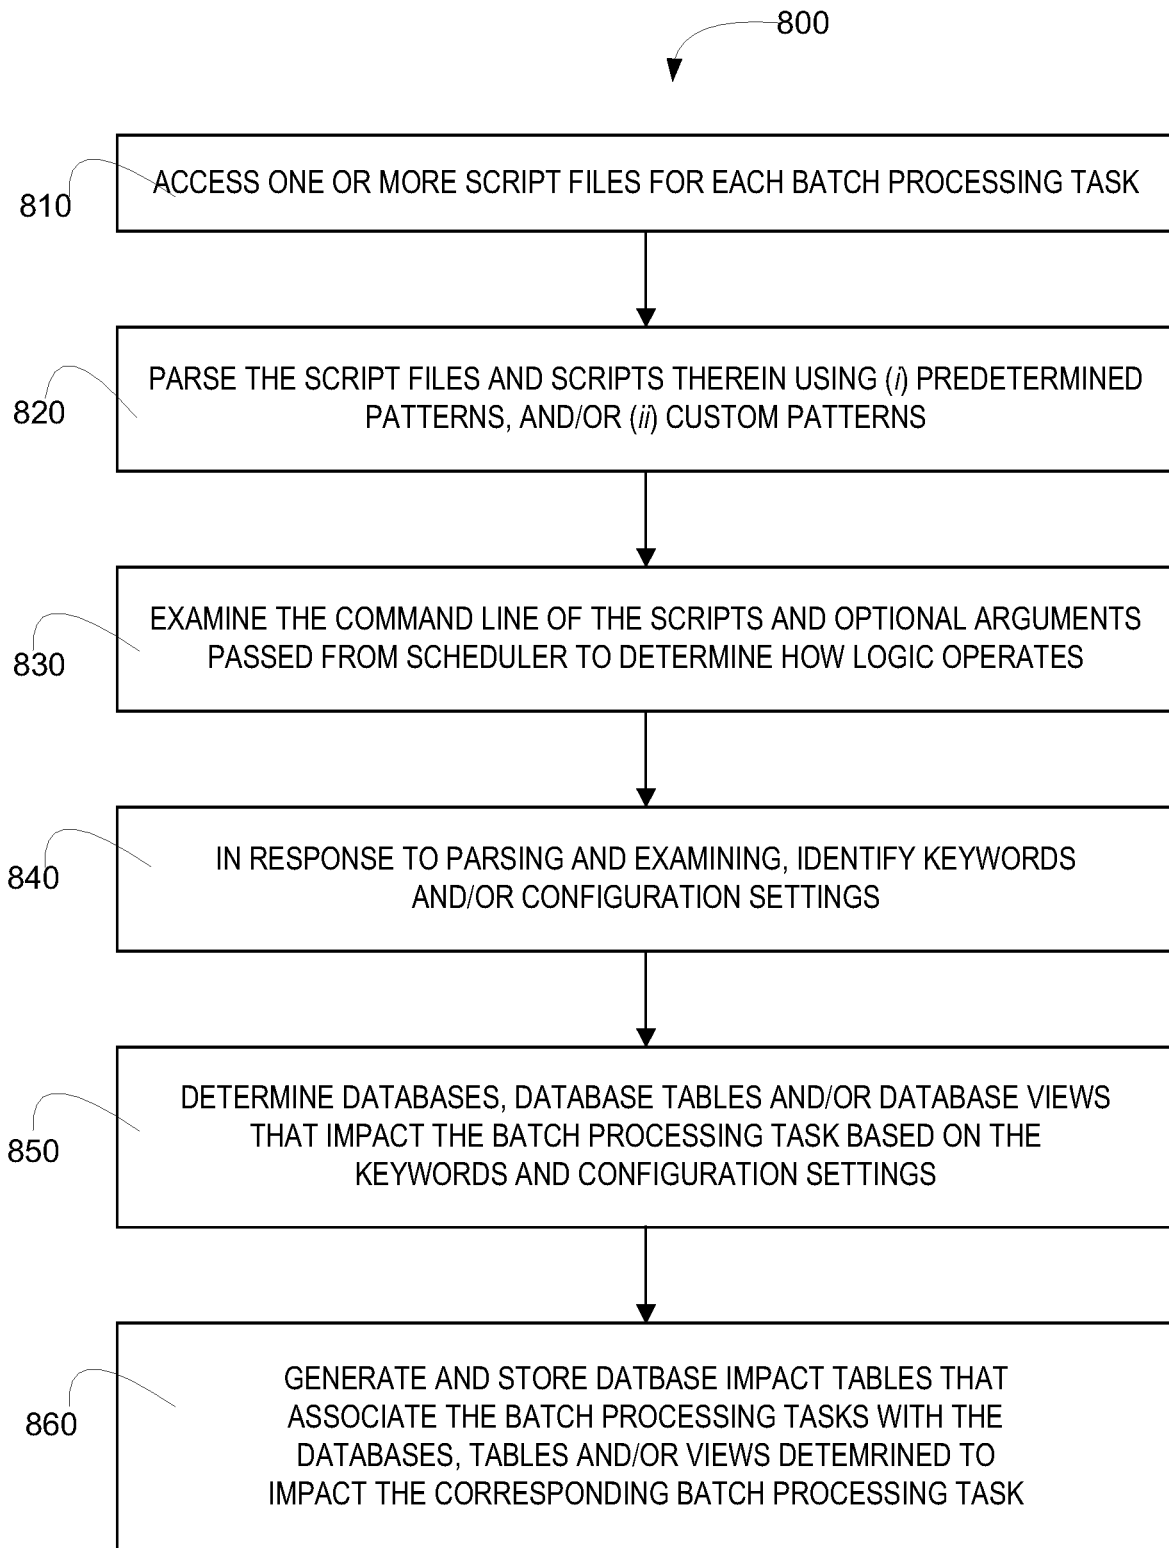 800
810
ACCESS ONE OR MORE SCRIPT FILES FOR EACH BATCH PROCESSING TASK
820
PARSE THE SCRIPT FILES AND SCRIPTS THEREIN USING (i) PREDETERMINED
PATTERNS, AND/OR (ii) CUSTOM PATTERNS
830
EXAMINE THE COMMAND LINE OF THE SCRIPTS AND OPTIONAL ARGUMENTS
PASSED FROM SCHEDULER TO DETERMINE HOW LOGIC OPERATES
840
IN RESPONSE TO PARSING AND EXAMINING, IDENTIFY KEYWORDS
AND/OR CONFIGURATION SETTINGS
850
DETERMINE DATABASES, DATABASE TABLES AND/OR DATABASE VIEWS
THAT IMPACT THE BATCH PROCESSING TASK BASED ON THE
KEYWORDS AND CONFIGURATION SETTINGS
860
GENERATE AND STORE DATBASE IMPACT TABLES THAT
ASSOCIATE THE BATCH PROCESSING TASKS WITH THE
DATABASES, TABLES AND/OR VIEWS DETEMRINED TO
IMPACT THE CORRESPONDING BATCH PROCESSING TASK